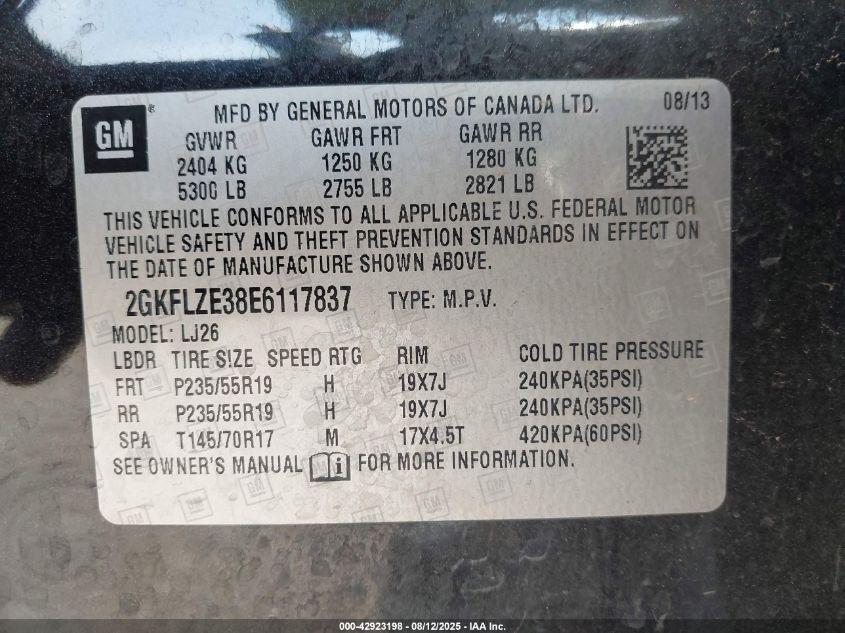 GM ® MFD BY GENERAL MOTORS OF CANADA LTD. 08/13
GVWR GAWR FRT GAWR RR
2404 KG 1250 KG 1280 KG
5300 LB 2755 LB 2821 LB
THIS VEHICLE CONFORMS TO ALL APPLICABLE U.S. FEDERAL MOTOR
VEHICLE SAFETY AND THEFT PREVENTION STANDARDS IN EFFECT ON
THE DATE OF MANUFACTURE SHOWN ABOVE.
2GKFLZE38E6117837 TYPE: M.P.V.
MODEL: LJ26
LBDR TIRE SIZE SPEED RTG RIM COLD TIRE PRESSURE
FRT P235/55R19 H 19X7J 240KPA(35PSI)
RR P235/55R19 H 19X7J 240KPA(35PSI)
SPA T145/70R17 M 17X4.5T 420KPA(60PSI)
SEE OWNER'S MANUAL FOR MORE INFORMATION.
000-42923198 - 08/12/2025 - IAA Inc.